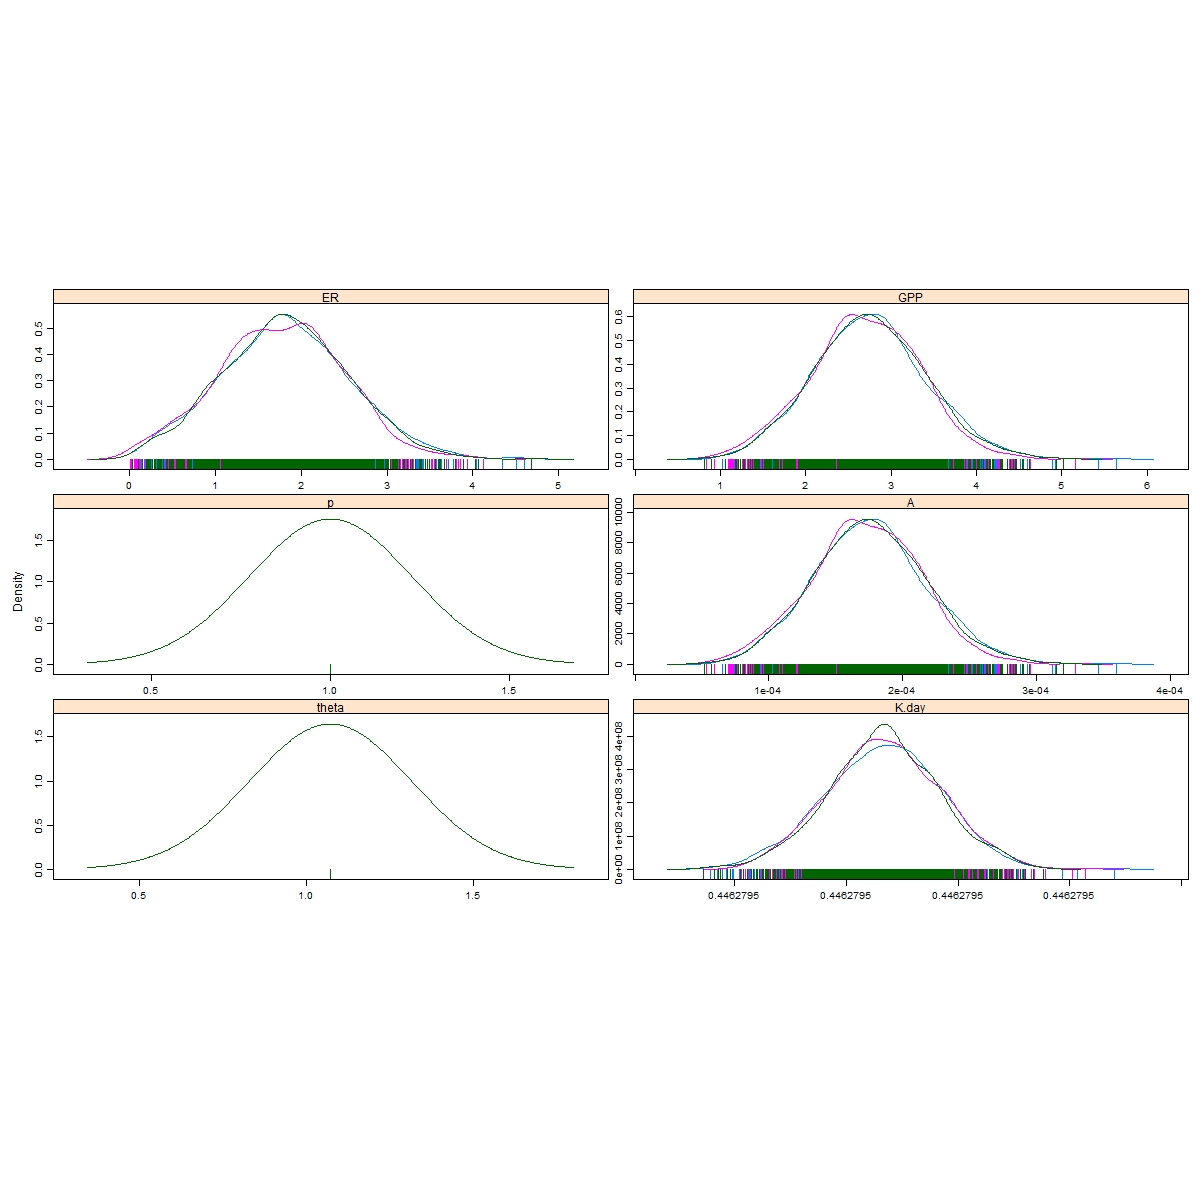 ER
GPP
0.0 0.1 0.2 0.3 0.4 0.5
0 1 2 3 4 5
0.0 0.1 0.2 0.3 0.4 0.5 0.6
1 2 3 4 5 6
p
A
Density
0.0 0.5 1.0 1.5
0.5 1.0 1.5
0 2000 4000 6000 8000 10000
1e-04 2e-04 3e-04 4e-04
theta
K.day
0.0 0.5 1.0 1.5
0.5 1.0 1.5
0e+00 1e+08 2e+08 3e+08 4e+08
0.4462795 0.4462795 0.4462795 0.4462795